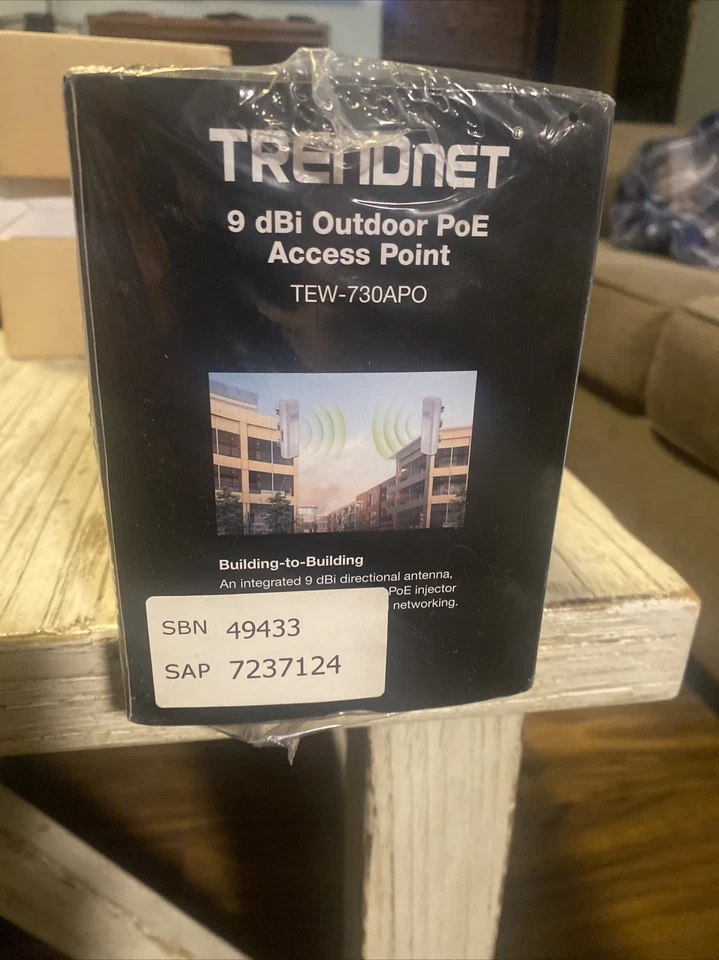 TRENDNET®
9 dBi Outdoor PoE
Access Point
TEW-730APO
Building-to-Building
An integrated 9 dBi directional antenna,
PoE injector
networking.
SBN 49433
SAP 7237124